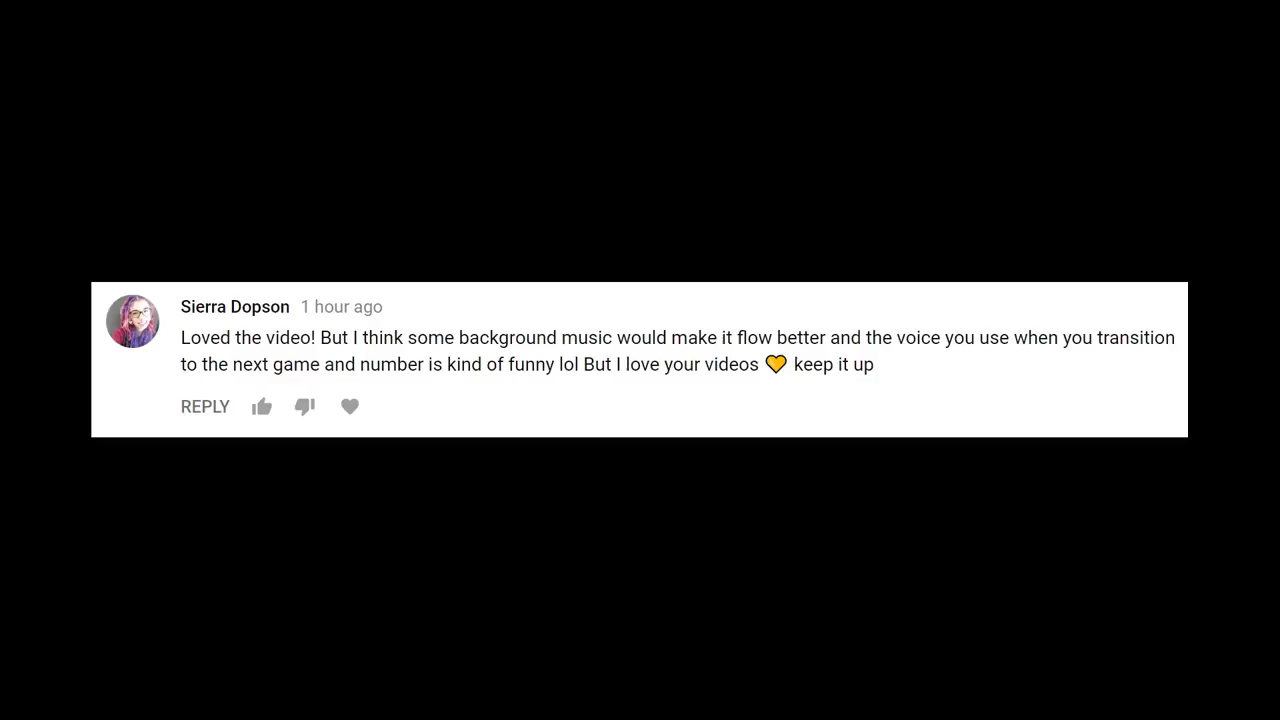 Sierra Dopson 1 hour ago
Loved the video! But I think some background music would make it flow better and the voice you use when you transition
to the next game and number is kind of funny lol But I love your videos 💛 keep it up
REPLY